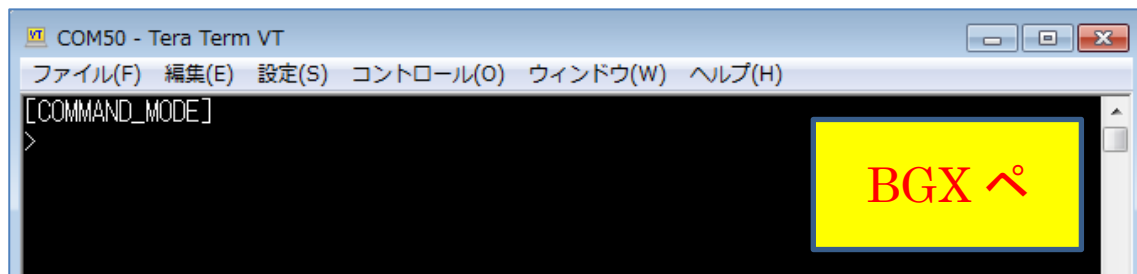 COM50 - Tera Term VT
ファイル(F) 編集(E) 設定(S) コントロール(O) ウィンドウ(W) ヘルプ(H)
[COMMAND_MODE]
>
BGX ペ